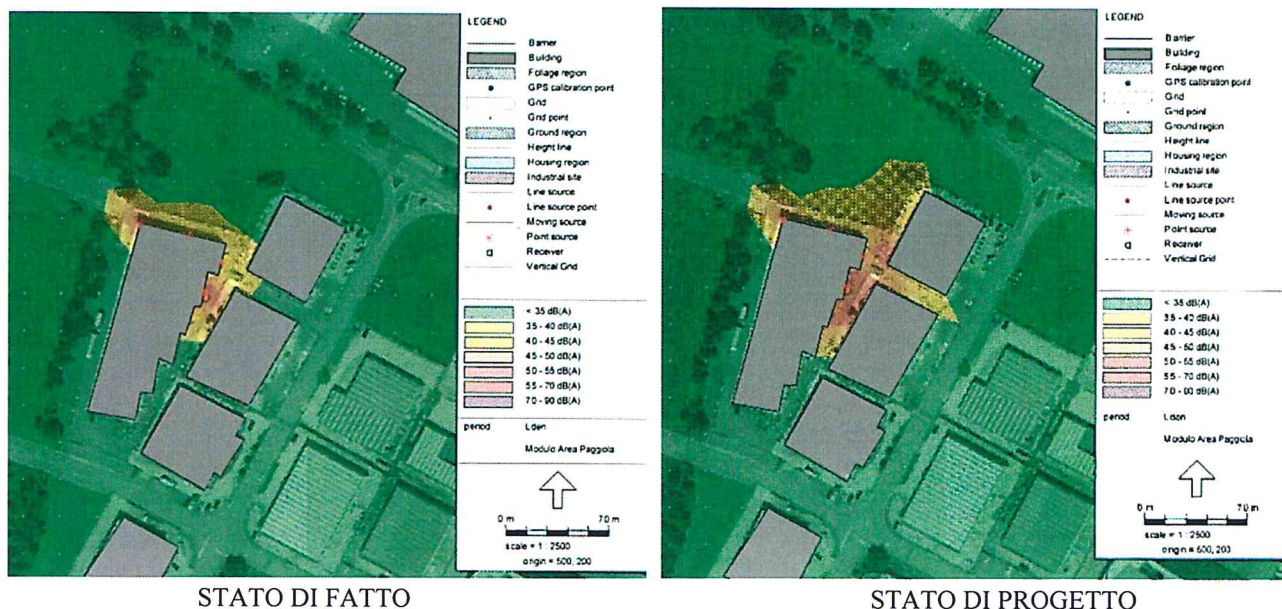 LEGEND
Barrier
Building
Foliage region
GPS calibration point
Grid
Grid point
Ground region
Height line
Housing region
Industrial site
Line source
Line source point
Moving source
Point source
Receiver
Vertical Grid
< 35 dB(A)
35 - 40 dB(A)
40 - 45 dB(A)
45 - 50 dB(A)
50 - 55 dB(A)
55 - 70 dB(A)
70 - 90 dB(A)
period Lden
Modulo Area Paggiola
0 m 70 m
scale = 1 : 2500
origin = 500, 200
STATO DI FATTO
LEGEND
Barrier
Building
Foliage region
GPS calibration point
Grid
Grid point
Ground region
Height line
Housing region
Industrial site
Line source
Line source point
Moving source
Point source
Receiver
Vertical Grid
< 35 dB(A)
35 - 40 dB(A)
40 - 45 dB(A)
45 - 50 dB(A)
50 - 55 dB(A)
55 - 70 dB(A)
70 - 90 dB(A)
period Lden
Modulo Area Paggiola
0 m 70 m
scale = 1 : 2500
origin = 500, 200
STATO DI PROGETTO